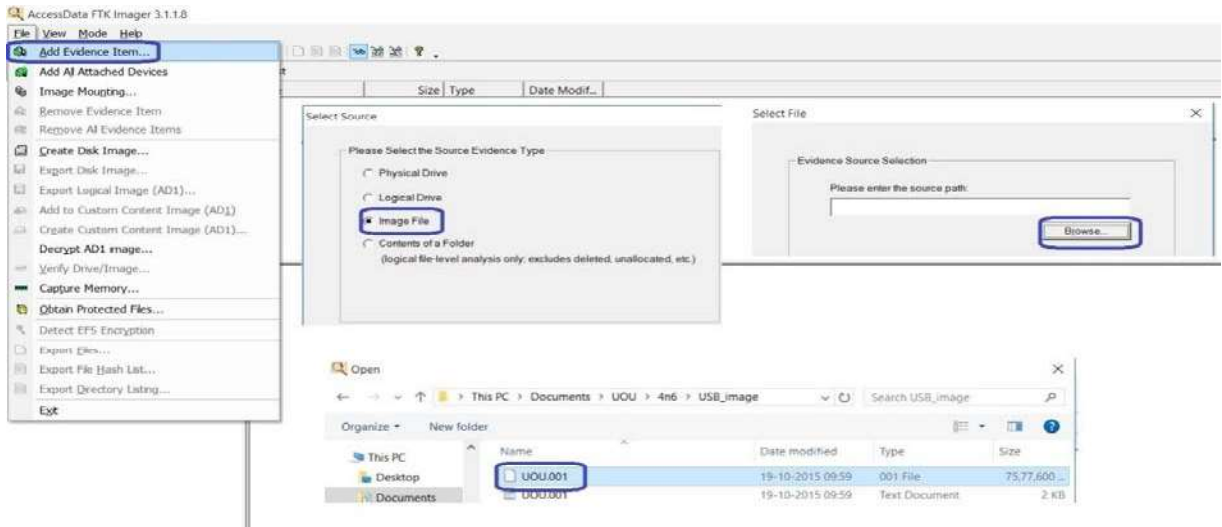 AccessData FTK Imager 3.1.1.8
File View Mode Help
Add Evidence Item...
Add All Attached Devices
Image Mounting...
Remove Evidence Item
Remove All Evidence Items
Create Disk Image...
Export Disk Image...
Export Logical Image (AD1)...
Add to Custom Content Image (AD1)
Create Custom Content Image (AD1)...
Decrypt AD1 image...
Verify Drive/Image...
Capture Memory...
Obtain Protected Files...
Detect EFS Encryption
Export Files...
Export File Hash List...
Export Directory Listing...
Exit
Size Type Date Modif...
Select Source
Please Select the Source Evidence Type
Physical Drive
Logical Drive
Image File
Contents of a Folder
(logical file-level analysis only; excludes deleted, unallocated, etc.)
Select File
Evidence Source Selection
Please enter the source path:
Browse...
Open
This PC > Documents > UOU > 4n6 > USB_image
Search USB_image
Organize New folder
This PC
Desktop
Documents
Name Date modified Type Size
UOU.001 19-10-2015 09:59 001 File 75,77,600 ...
UOU.001 19-10-2015 09:59 Text Document 2 KB